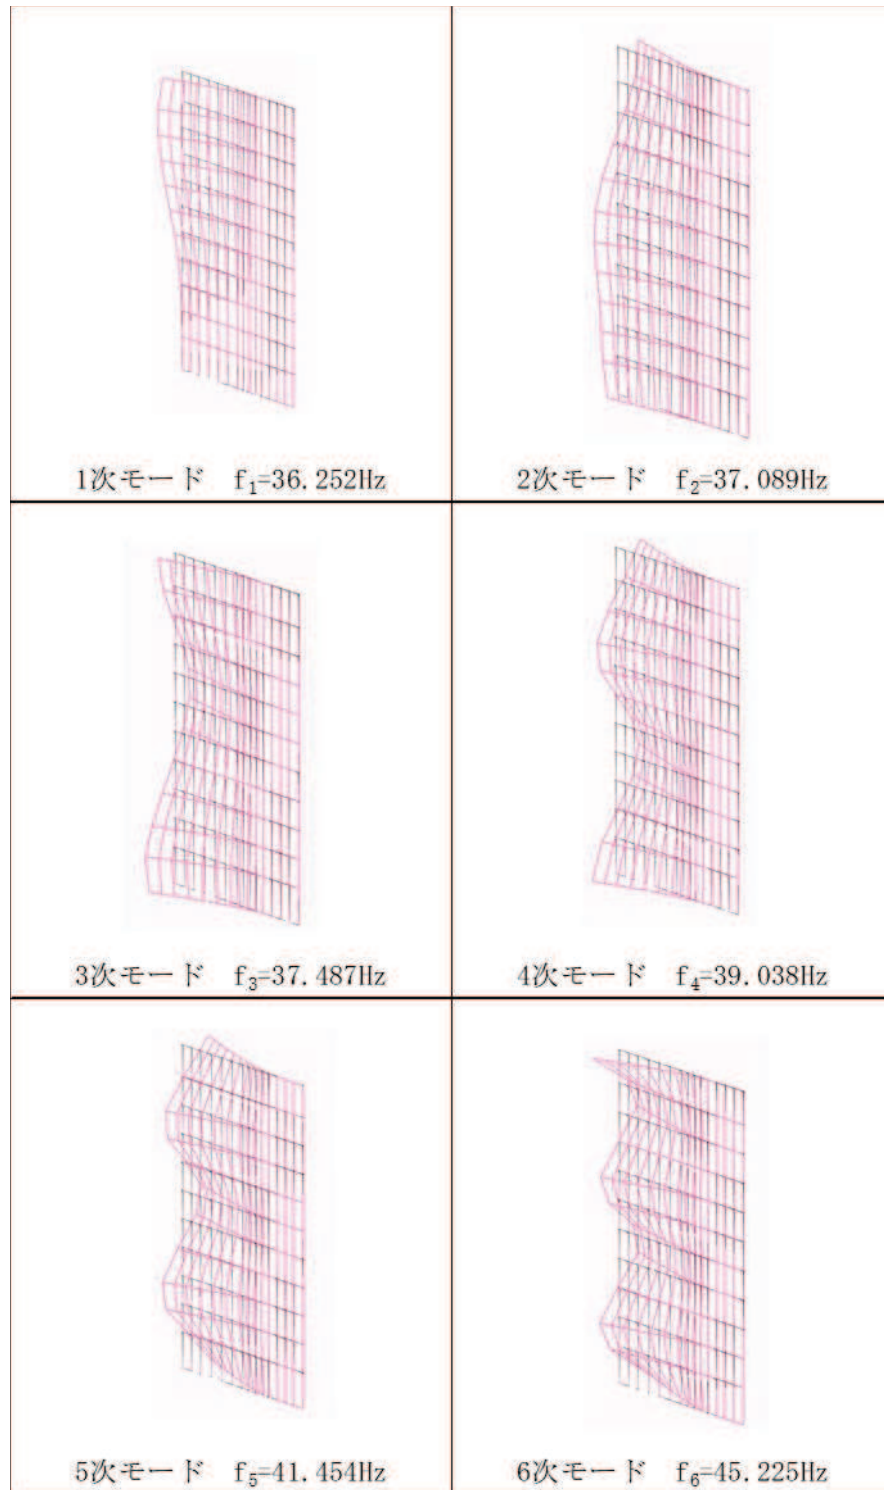 1次モード f₁=36.252Hz
2次モード f₂=37.089Hz
3次モード f₃=37.487Hz
4次モード f₄=39.038Hz
5次モード f₅=41.454Hz
6次モード f₆=45.225Hz